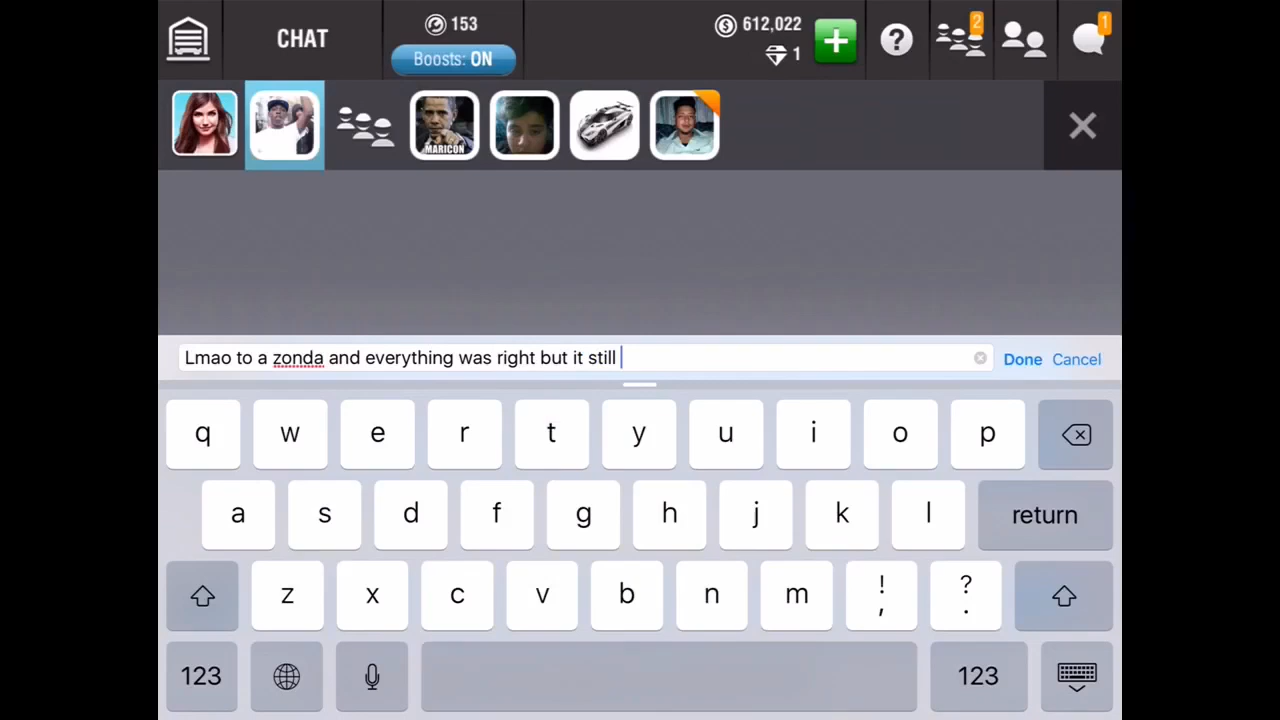 CHAT
153
Boosts: ON
612,022
1
?
2
1
MARICON
Lmao to a zonda and everything was right but it still
Done Cancel
q w e r t y u i o p
a s d f g h j k l return
z x c v b n m ! , ? .
123 123